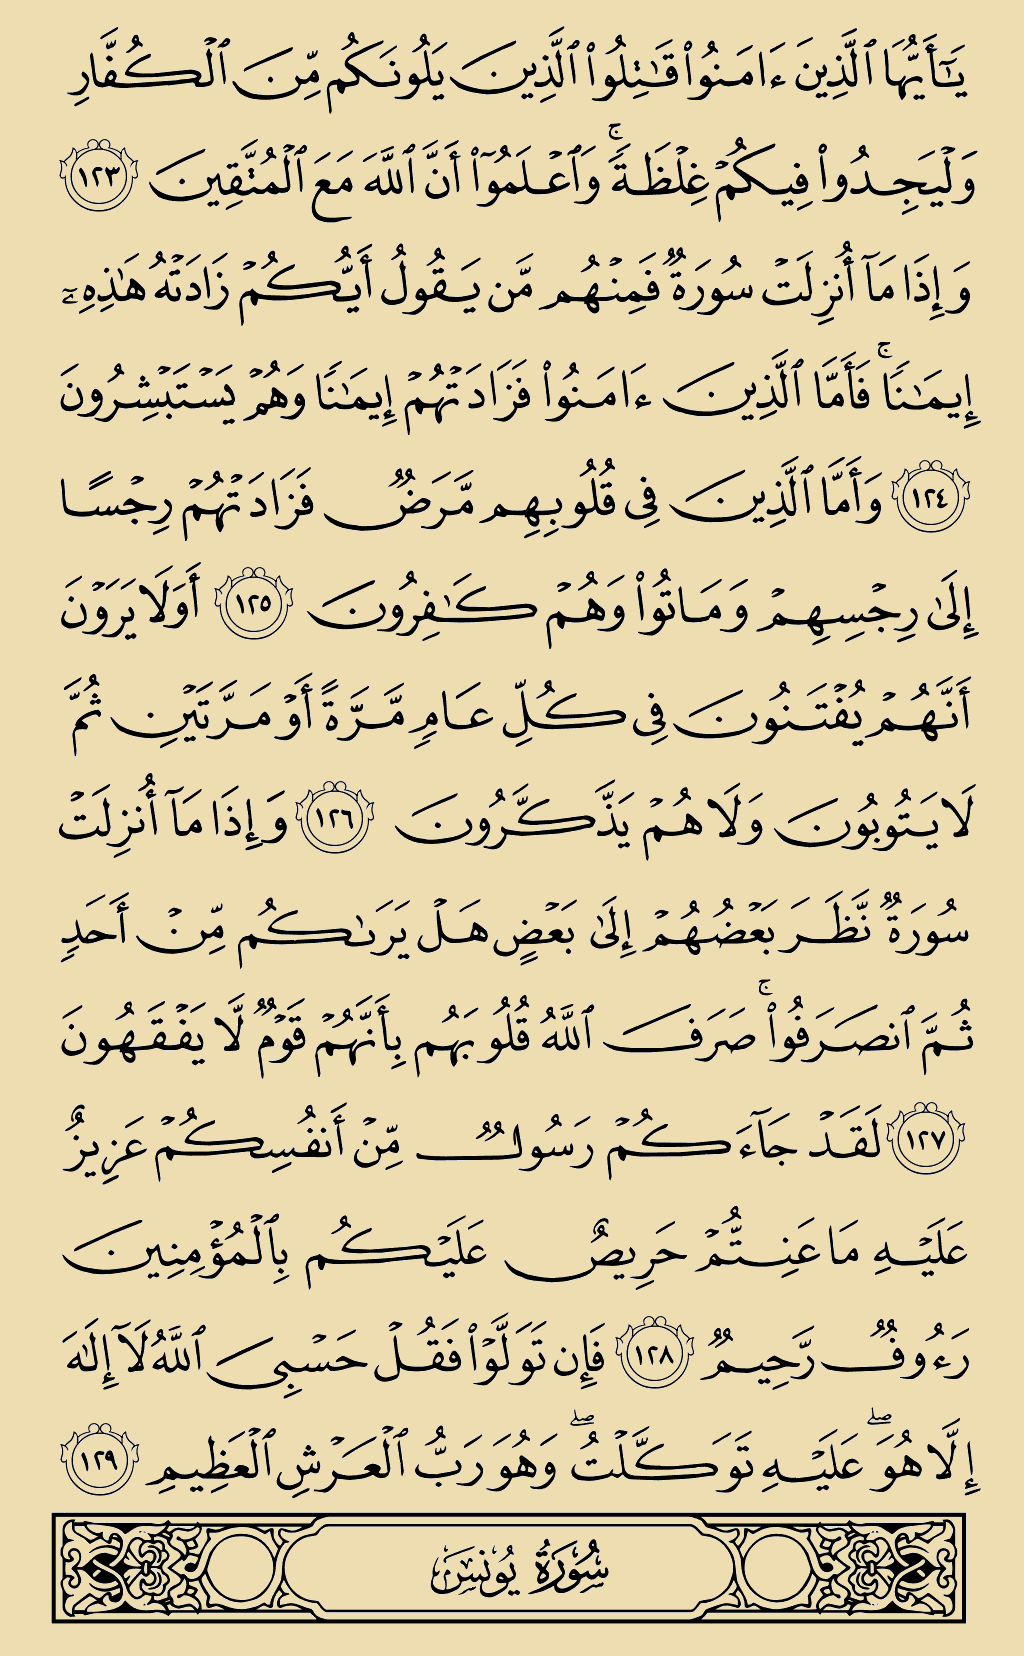 يَٰٓأَيُّهَا ٱلَّذِينَ ءَامَنُوا۟ قَٰتِلُوا۟ ٱلَّذِينَ يَلُونَكُم مِّنَ ٱلْكُفَّارِ
وَلْيَجِدُوا۟ فِيكُمْ غِلْظَةً ۚ وَٱعْلَمُوٓا۟ أَنَّ ٱللَّهَ مَعَ ٱلْمُتَّقِينَ ١٢٣
وَإِذَا مَآ أُنزِلَتْ سُورَةٌ فَمِنْهُم مَّن يَقُولُ أَيُّكُمْ زَادَتْهُ هَٰذِهِۦٓ
إِيمَٰنًا ۚ فَأَمَّا ٱلَّذِينَ ءَامَنُوا۟ فَزَادَتْهُمْ إِيمَٰنًا وَهُمْ يَسْتَبْشِرُونَ
١٢٤ وَأَمَّا ٱلَّذِينَ فِى قُلُوبِهِم مَّرَضٌ فَزَادَتْهُمْ رِجْسًا
إِلَىٰ رِجْسِهِمْ وَمَاتُوا۟ وَهُمْ كَٰفِرُونَ ١٢٥ أَوَلَا يَرَوْنَ
أَنَّهُمْ يُفْتَنُونَ فِى كُلِّ عَامٍ مَّرَّةً أَوْ مَرَّتَيْنِ ثُمَّ
لَا يَتُوبُونَ وَلَا هُمْ يَذَّكَّرُونَ ١٢٦ وَإِذَا مَآ أُنزِلَتْ
سُورَةٌ نَّظَرَ بَعْضُهُمْ إِلَىٰ بَعْضٍ هَلْ يَرَىٰكُم مِّنْ أَحَدٍ
ثُمَّ ٱنصَرَفُوا۟ ۚ صَرَفَ ٱللَّهُ قُلُوبَهُم بِأَنَّهُمْ قَوْمٌ لَّا يَفْقَهُونَ
١٢٧ لَقَدْ جَآءَكُمْ رَسُولٌ مِّنْ أَنفُسِكُمْ عَزِيزٌ
عَلَيْهِ مَا عَنِتُّمْ حَرِيصٌ عَلَيْكُم بِٱلْمُؤْمِنِينَ
رَءُوفٌ رَّحِيمٌ ١٢٨ فَإِن تَوَلَّوْا۟ فَقُلْ حَسْبِىَ ٱللَّهُ لَآ إِلَٰهَ
إِلَّا هُوَ ۖ عَلَيْهِ تَوَكَّلْتُ ۖ وَهُوَ رَبُّ ٱلْعَرْشِ ٱلْعَظِيمِ ١٢٩
سُورَةُ يُونُسَ